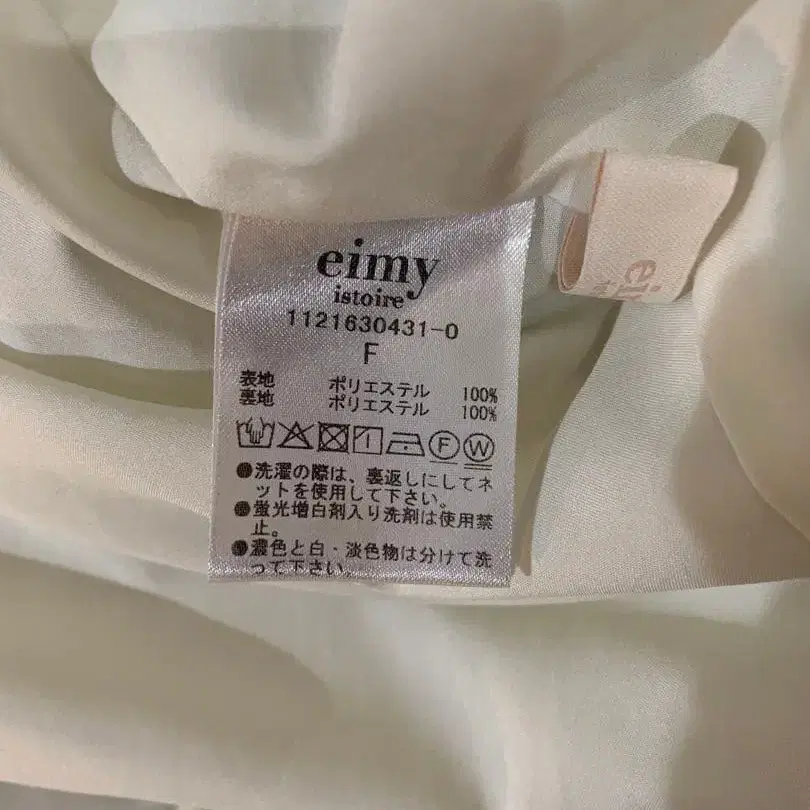 eimy
istoire
1121630431-0
F
表地 ポリエステル 100%
裏地 ポリエステル 100%
F W
●洗濯の際は、裏返しにしてネ
ットを使用して下さい。
●蛍光増白剤入り洗剤は使用禁
止。
●濃色と白・淡色物は分けて洗
って下さい。